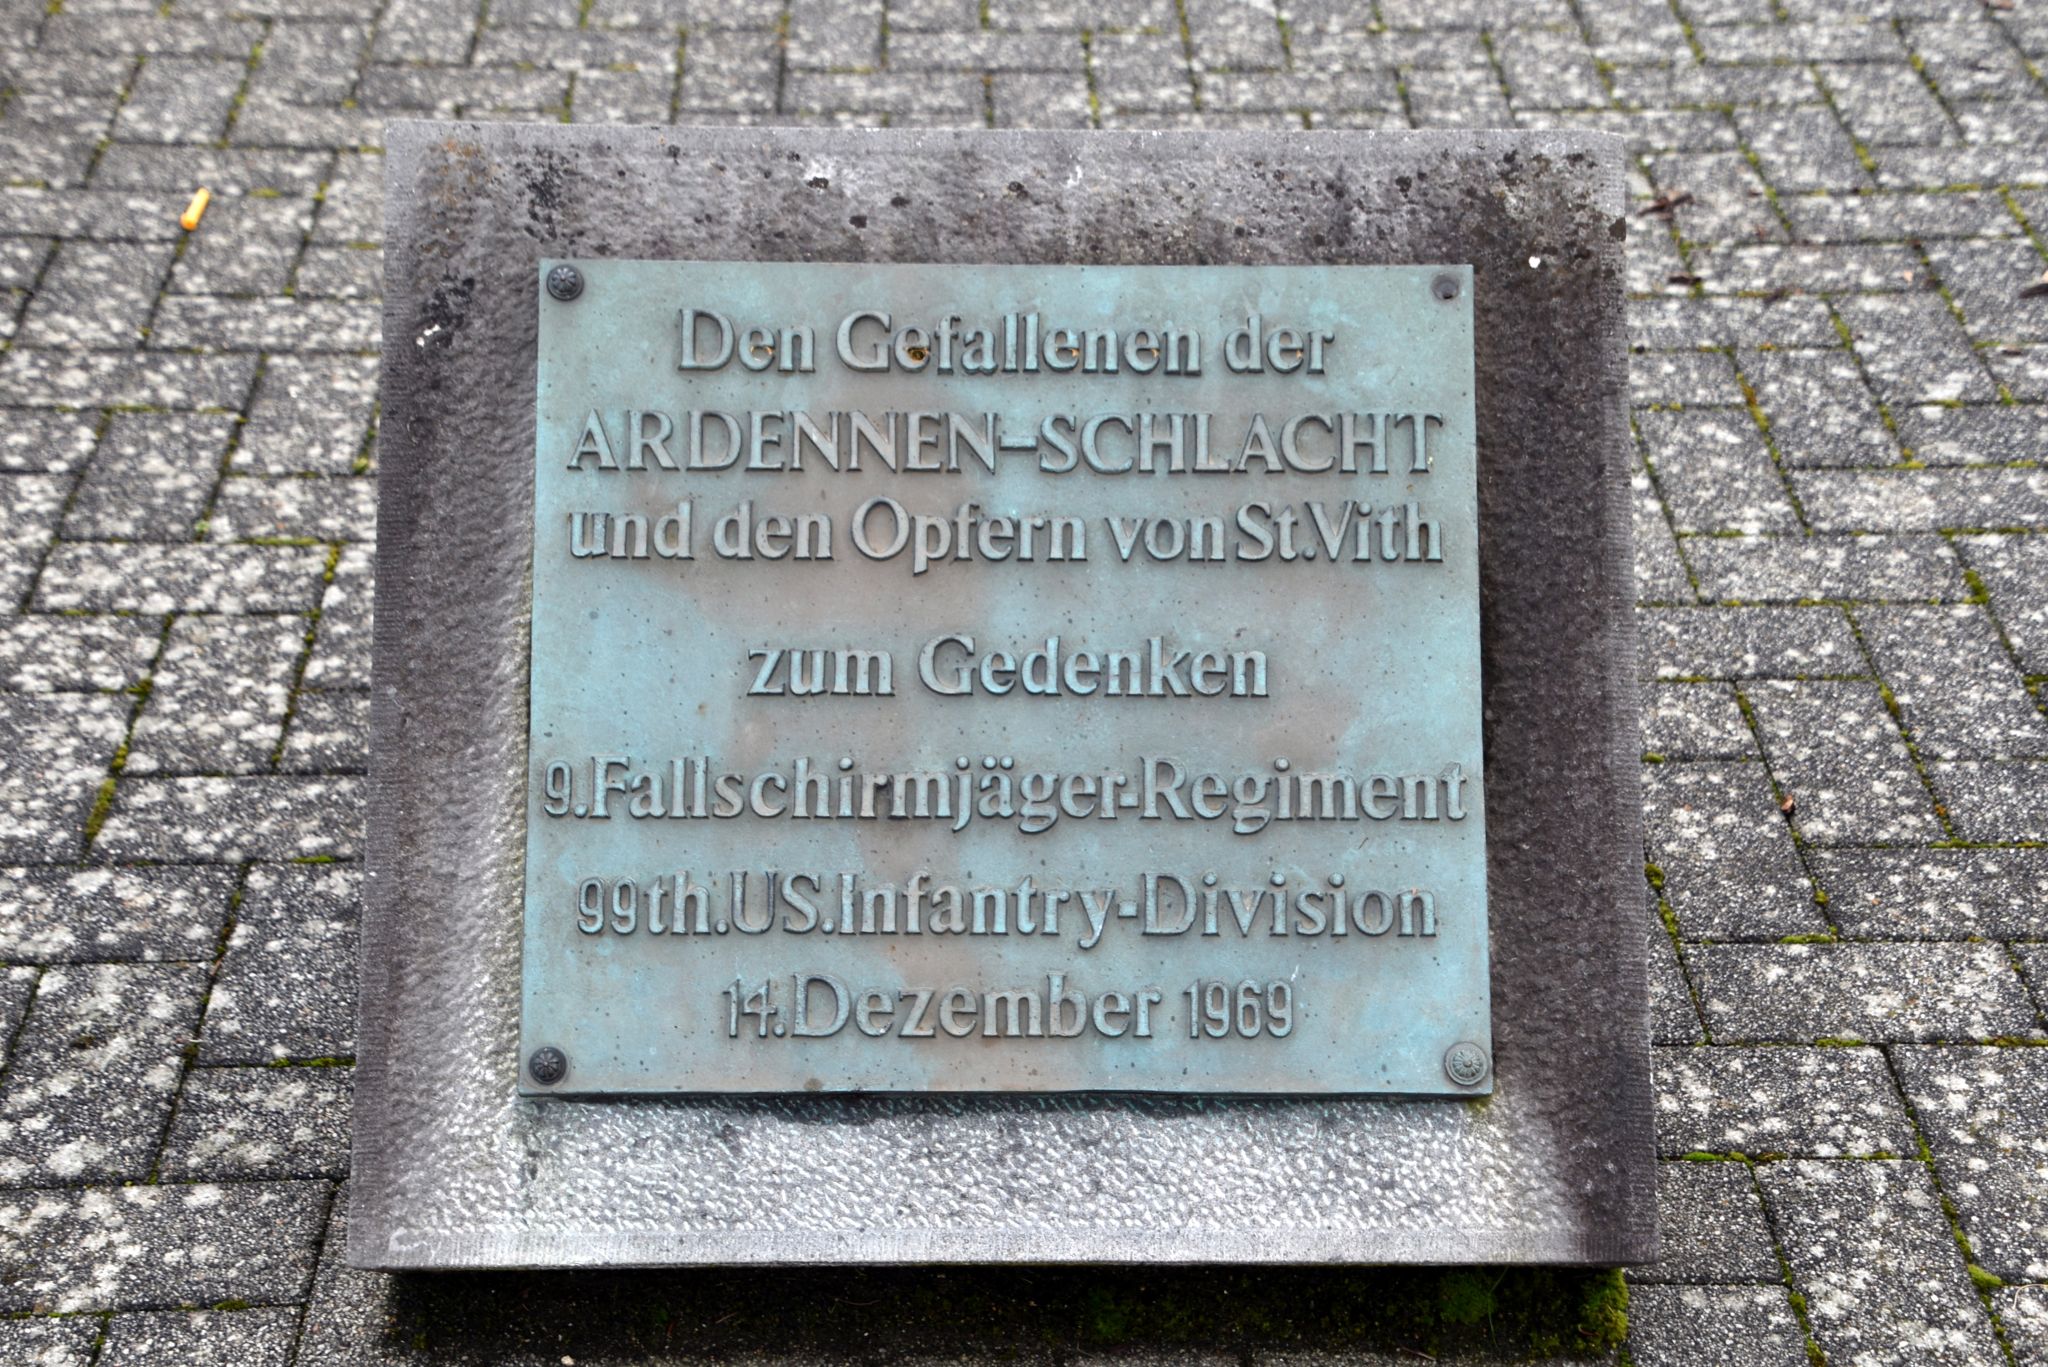 Den Gefallenen der
ARDENNEN-SCHLACHT
und den Opfern von St.Vith
zum Gedenken
9.Fallschirmjäger-Regiment
99th.US.Infantry-Division
14.Dezember 1969